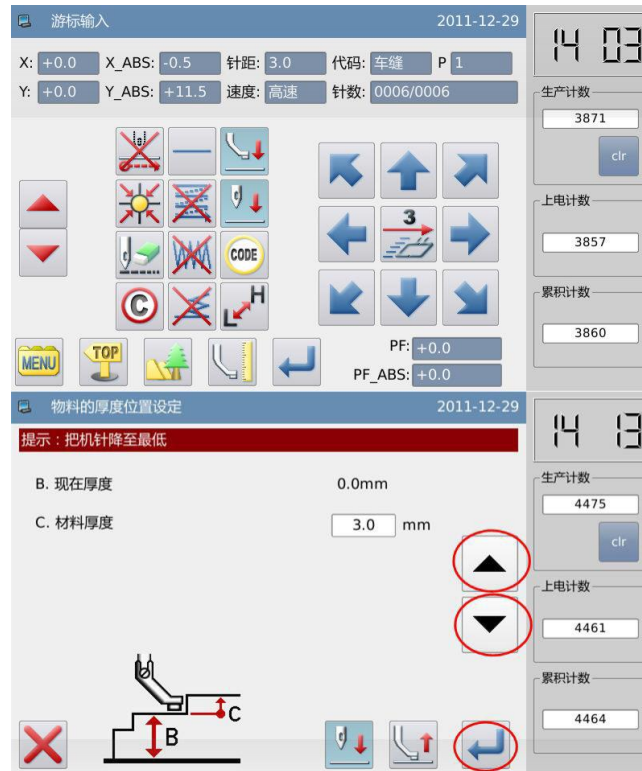 游标输入 2011-12-29
14 03
X: +0.0 X_ABS: -0.5 针距: 3.0 代码: 车缝 P 1
Y: +0.0 Y_ABS: +11.5 速度: 高速 针数: 0006/0006
生产计数
3871
clr
上电计数
3857
累积计数
3860
3
CODE
C
L H
MENU
TOP
PF: +0.0
PF_ABS: +0.0
物料的厚度位置设定 2011-12-29
14 13
提示：把机针降至最低
B. 现在厚度 0.0mm
C. 材料厚度 3.0 mm
生产计数
4475
clr
上电计数
4461
累积计数
4464
C
B